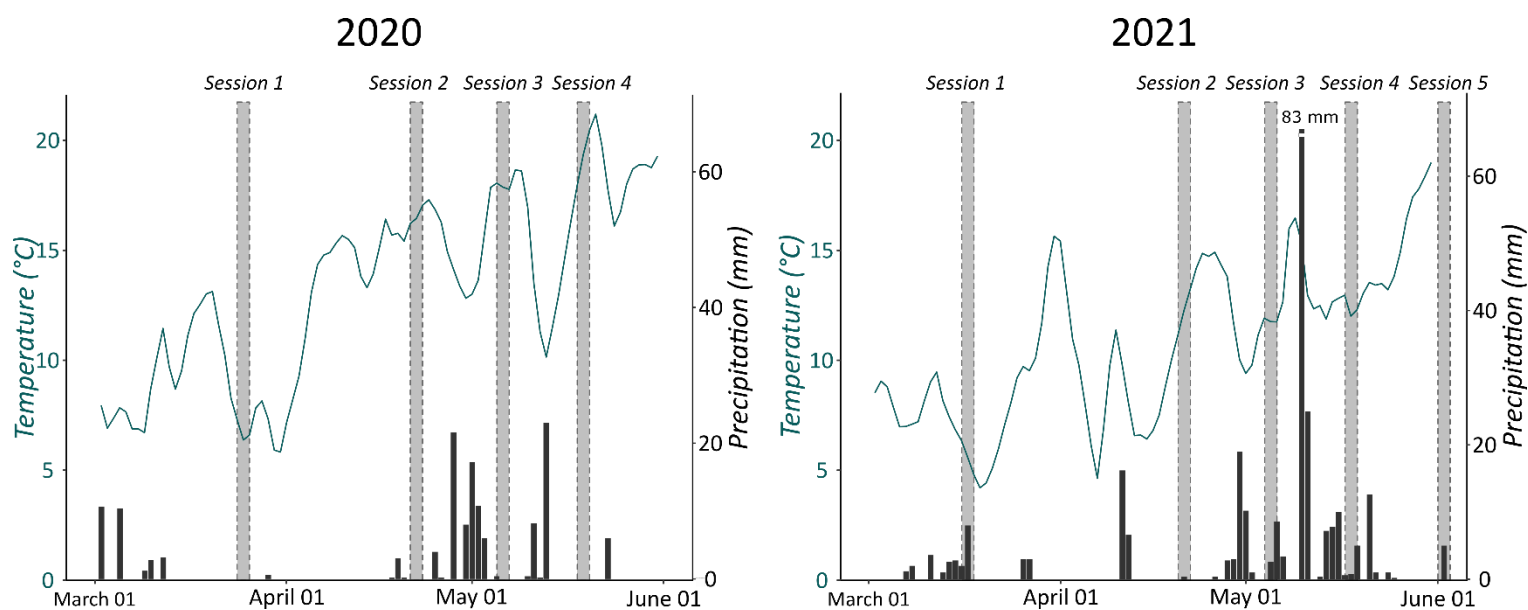 2020
Session 1
Session 2
Session 3
Session 4
Temperature (°C)
20
15
10
5
0
Precipitation (mm)
60
40
20
0
March 01
April 01
May 01
June 01
2021
Session 1
Session 2
Session 3
Session 4
Session 5
83 mm
Temperature (°C)
20
15
10
5
0
Precipitation (mm)
60
40
20
0
March 01
April 01
May 01
June 01